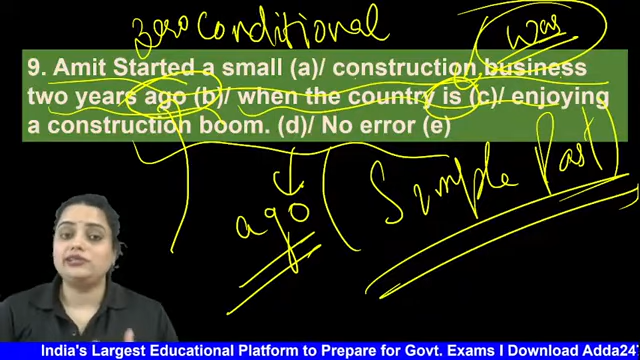 zero conditional
was
9. Amit Started a small (a)/ construction business
two years ago (b)/ when the country is (c)/ enjoying
a construction boom. (d)/ No error (e)
ago
Simple Past
India's Largest Educational Platform to Prepare for Govt. Exams I Download Adda24